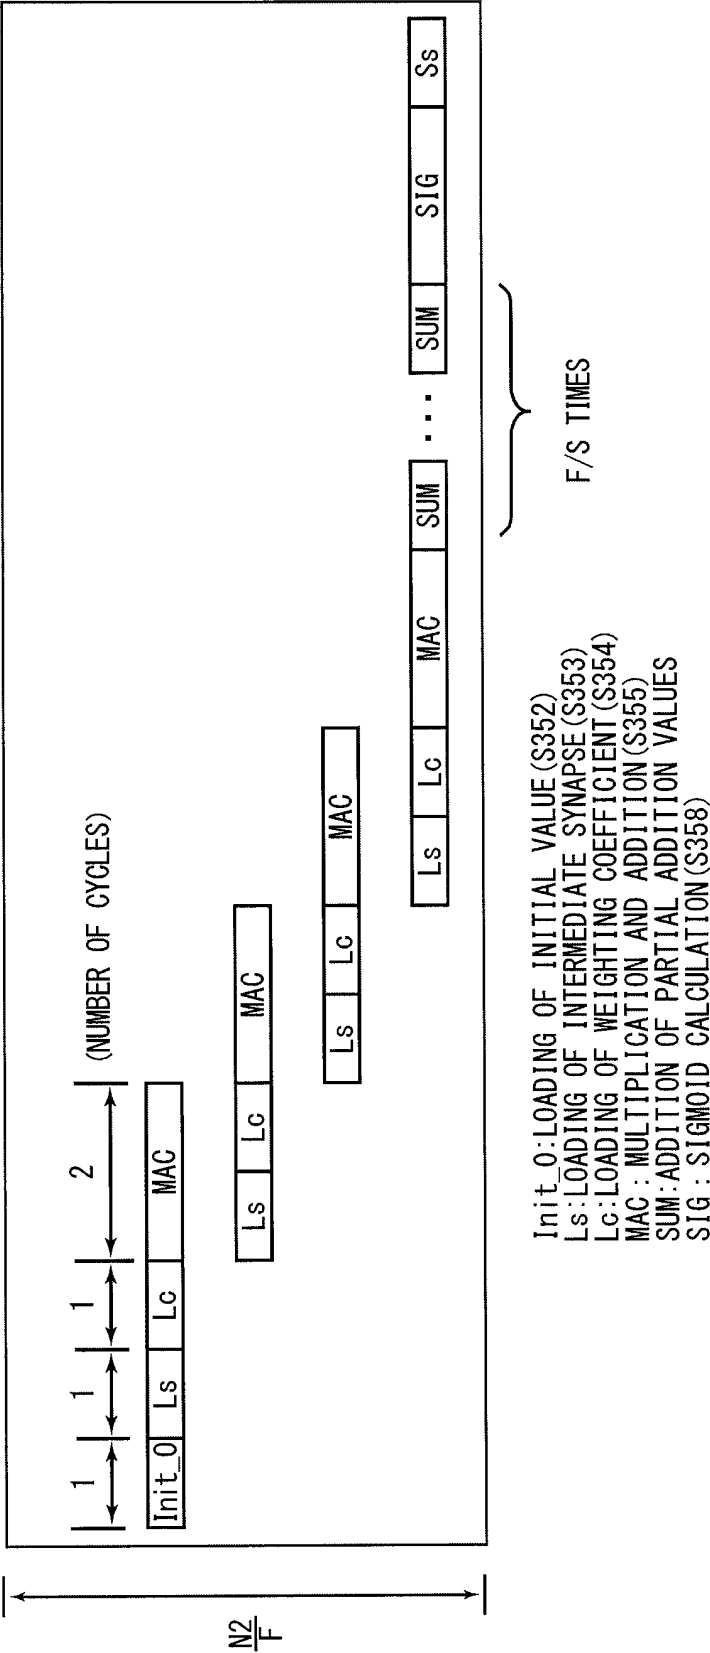 (NUMBER OF CYCLES)
1
1
1
2
Init_0
Ls
Lc
MAC
Ls
Lc
MAC
Ls
Lc
MAC
Ls
Lc
MAC
SUM
...
SUM
SIG
Ss
F/S TIMES
N2
F
Init_0:LOADING OF INITIAL VALUE(S352)
Ls:LOADING OF INTERMEDIATE SYNAPSE(S353)
Lc:LOADING OF WEIGHTING COEFFICIENT(S354)
MAC : MULTIPLICATION AND ADDITION(S355)
SUM:ADDITION OF PARTIAL ADDITION VALUES
SIG : SIGMOID CALCULATION(S358)